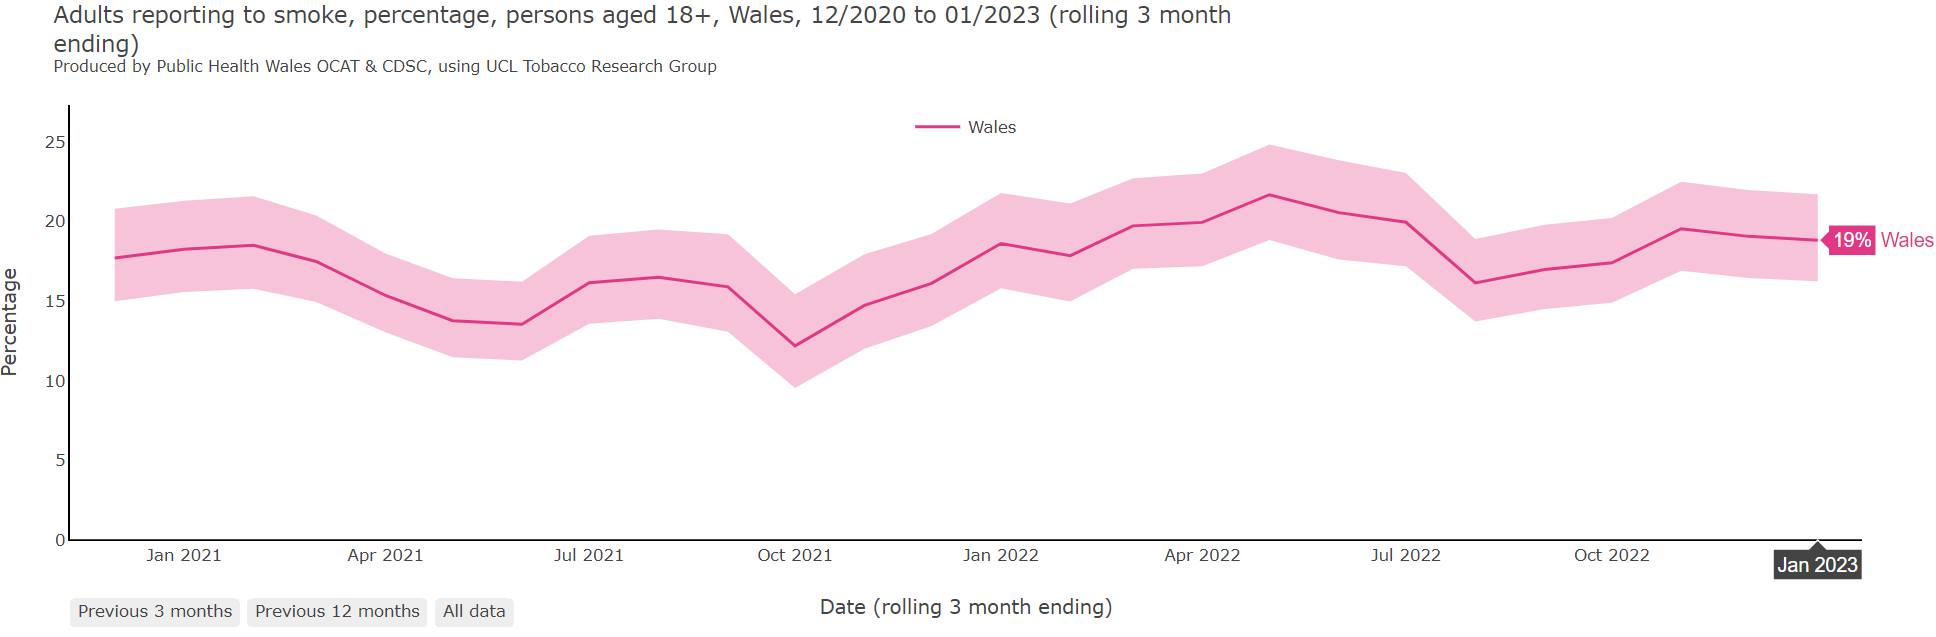 Adults reporting to smoke, percentage, persons aged 18+, Wales, 12/2020 to 01/2023 (rolling 3 month
ending)
Produced by Public Health Wales OCAT & CDSC, using UCL Tobacco Research Group
Wales
25
20
15
10
5
0
Percentage
19% Wales
Jan 2021
Apr 2021
Jul 2021
Oct 2021
Jan 2022
Apr 2022
Jul 2022
Oct 2022
Jan 2023
Date (rolling 3 month ending)
Previous 3 months
Previous 12 months
All data